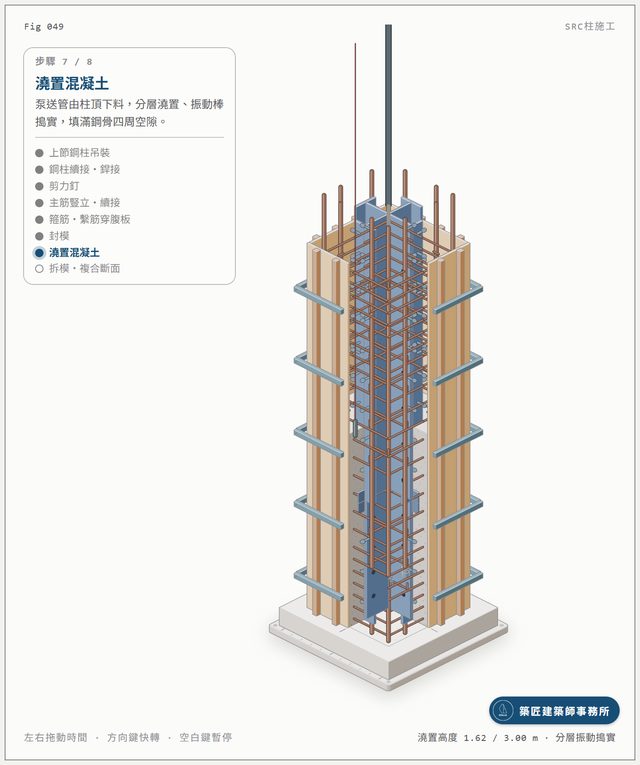 Fig 049
SRC柱施工
步驟 7 / 8
澆置混凝土
泵送管由柱頂下料，分層澆置、振動棒
搗實，填滿鋼骨四周空隙。
上節鋼柱吊裝
鋼柱續接・銲接
剪力釘
主筋豎立・續接
箍筋・繫筋穿腹板
封模
澆置混凝土
拆模・複合斷面
築匠建築師事務所
左右拖動時間 · 方向鍵快轉 · 空白鍵暫停
澆置高度 1.62 / 3.00 m · 分層振動搗實